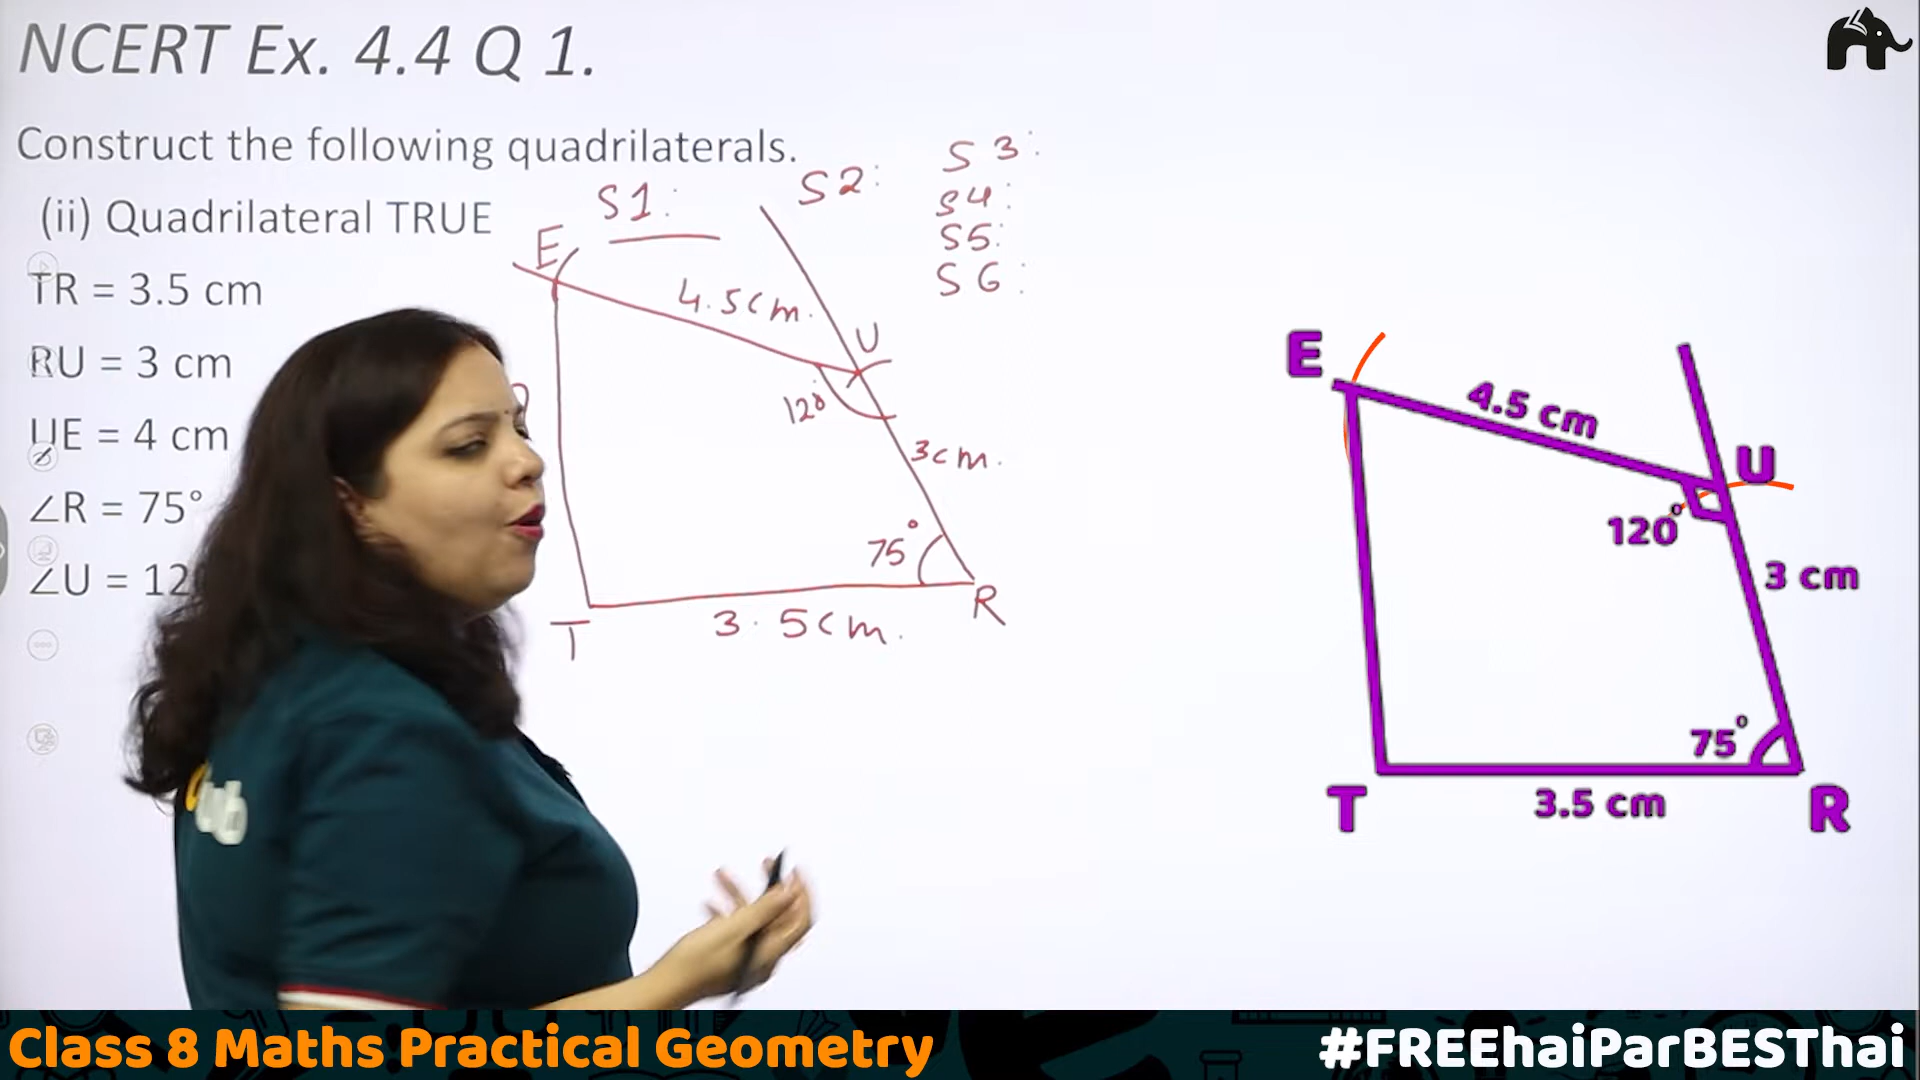 NCERT Ex. 4.4 Q 1.
Construct the following quadrilaterals.
(ii) Quadrilateral TRUE
TR = 3.5 cm
RU = 3 cm
UE = 4 cm
∠R = 75°
∠U = 12
S1:
S2:
S3:
S4:
S5:
S6:
E
4.5cm.
U
120°
3cm.
75°
T
3.5cm.
R
E
4.5 cm
U
120°
3 cm
75°
T
3.5 cm
R
Class 8 Maths Practical Geometry
#FREEhaiParBESThai